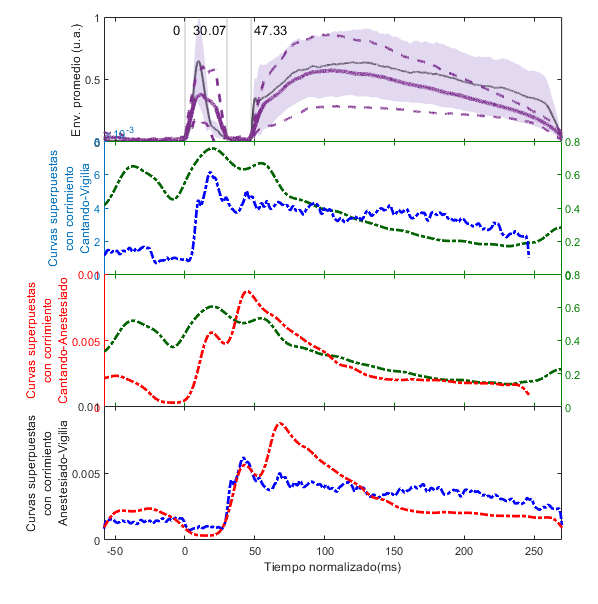 1
0 30.07 47.33
0.5
Env. promedio (u.a.)
10-3
8
0.8
6
0.6
4
0.4
2
0.2
Curvas superpuestas
con corrimiento
Cantando-Vigilia
0.01
0.8
0.6
0.005
0.4
0.2
0
Curvas superpuestas
con corrimiento
Cantando-Anestesiado
0.01
0.005
0
Curvas superpuestas
con corrimiento
Anestesiado-Vigilia
-50 0 50 100 150 200 250
Tiempo normalizado(ms)